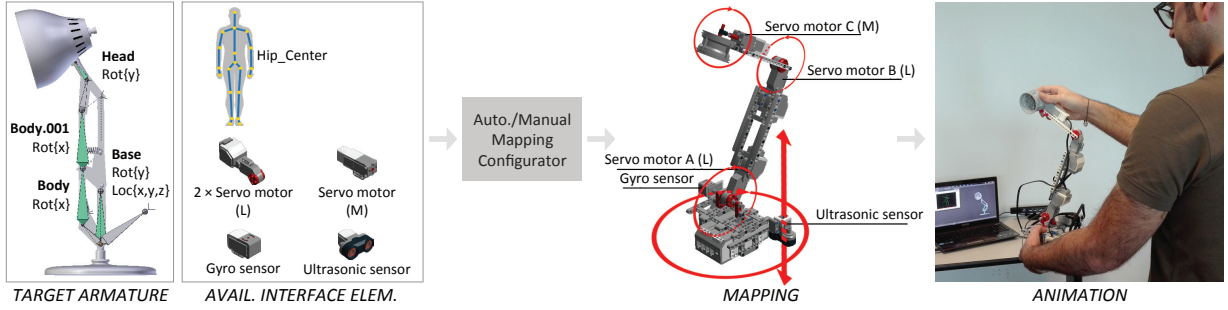 Head
Rot{y}
Body.001
Rot{x}
Base
Rot{y}
Loc{x,y,z}
Body
Rot{x}
TARGET ARMATURE
Hip_Center
2 × Servo motor
(L)
Servo motor
(M)
Gyro sensor
Ultrasonic sensor
AVAIL. INTERFACE ELEM.
Auto./Manual
Mapping
Configurator
Servo motor C (M)
Servo motor B (L)
Servo motor A (L)
Gyro sensor
Ultrasonic sensor
MAPPING
ANIMATION